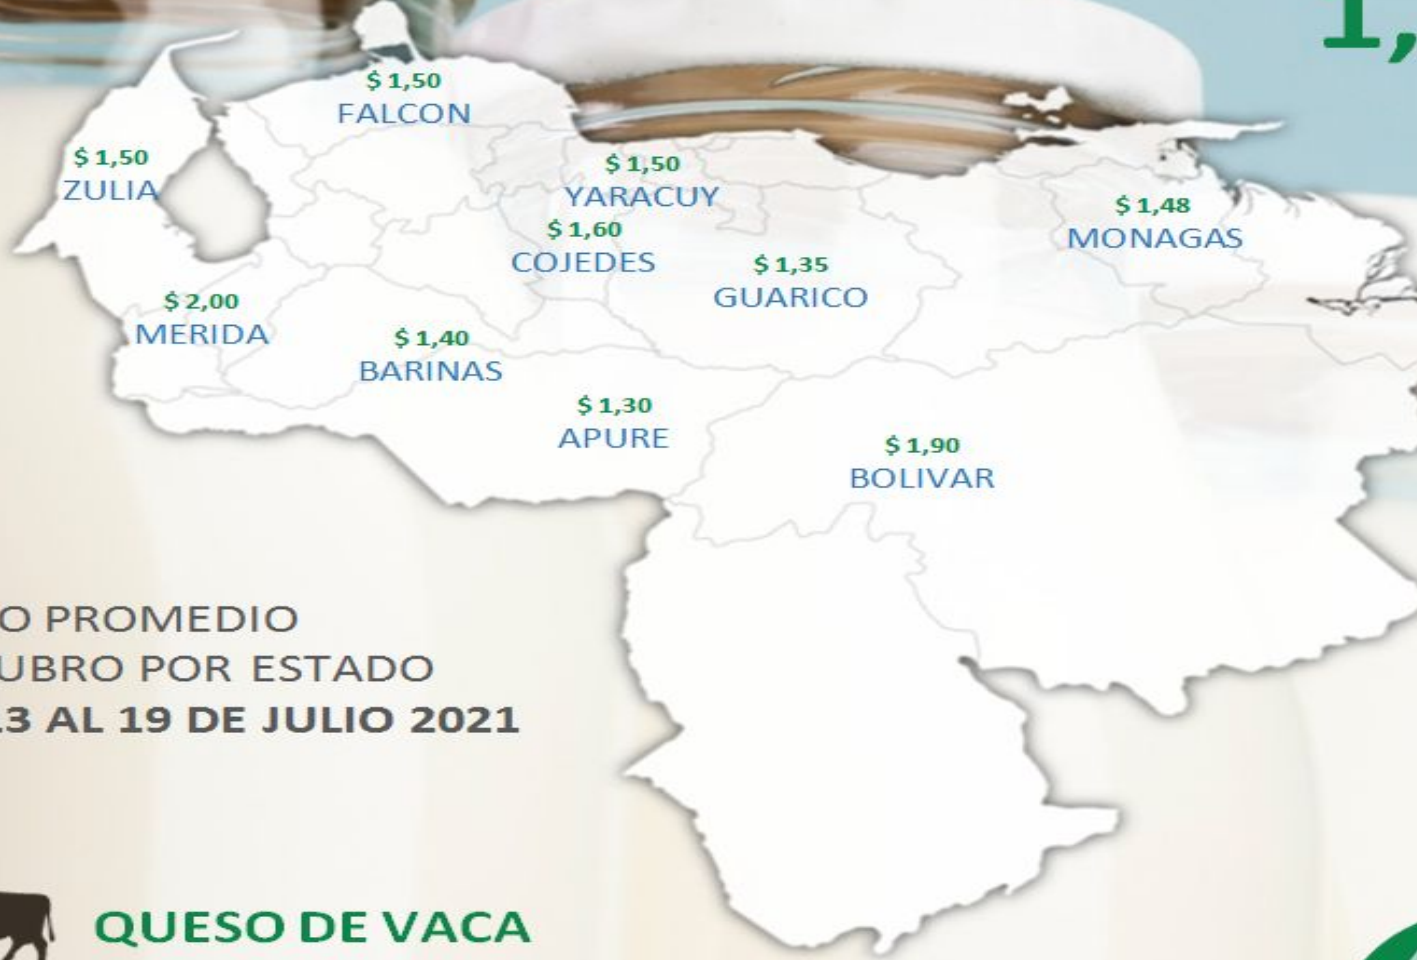 1,
$ 1,50
FALCON
$ 1,50
ZULIA
$ 1,50
YARACUY
$ 1,48
MONAGAS
$ 1,60
COJEDES
$ 1,35
GUARICO
$ 2,00
MERIDA
$ 1,40
BARINAS
$ 1,30
APURE
$ 1,90
BOLIVAR
O PROMEDIO
UBRO POR ESTADO
13 AL 19 DE JULIO 2021
QUESO DE VACA